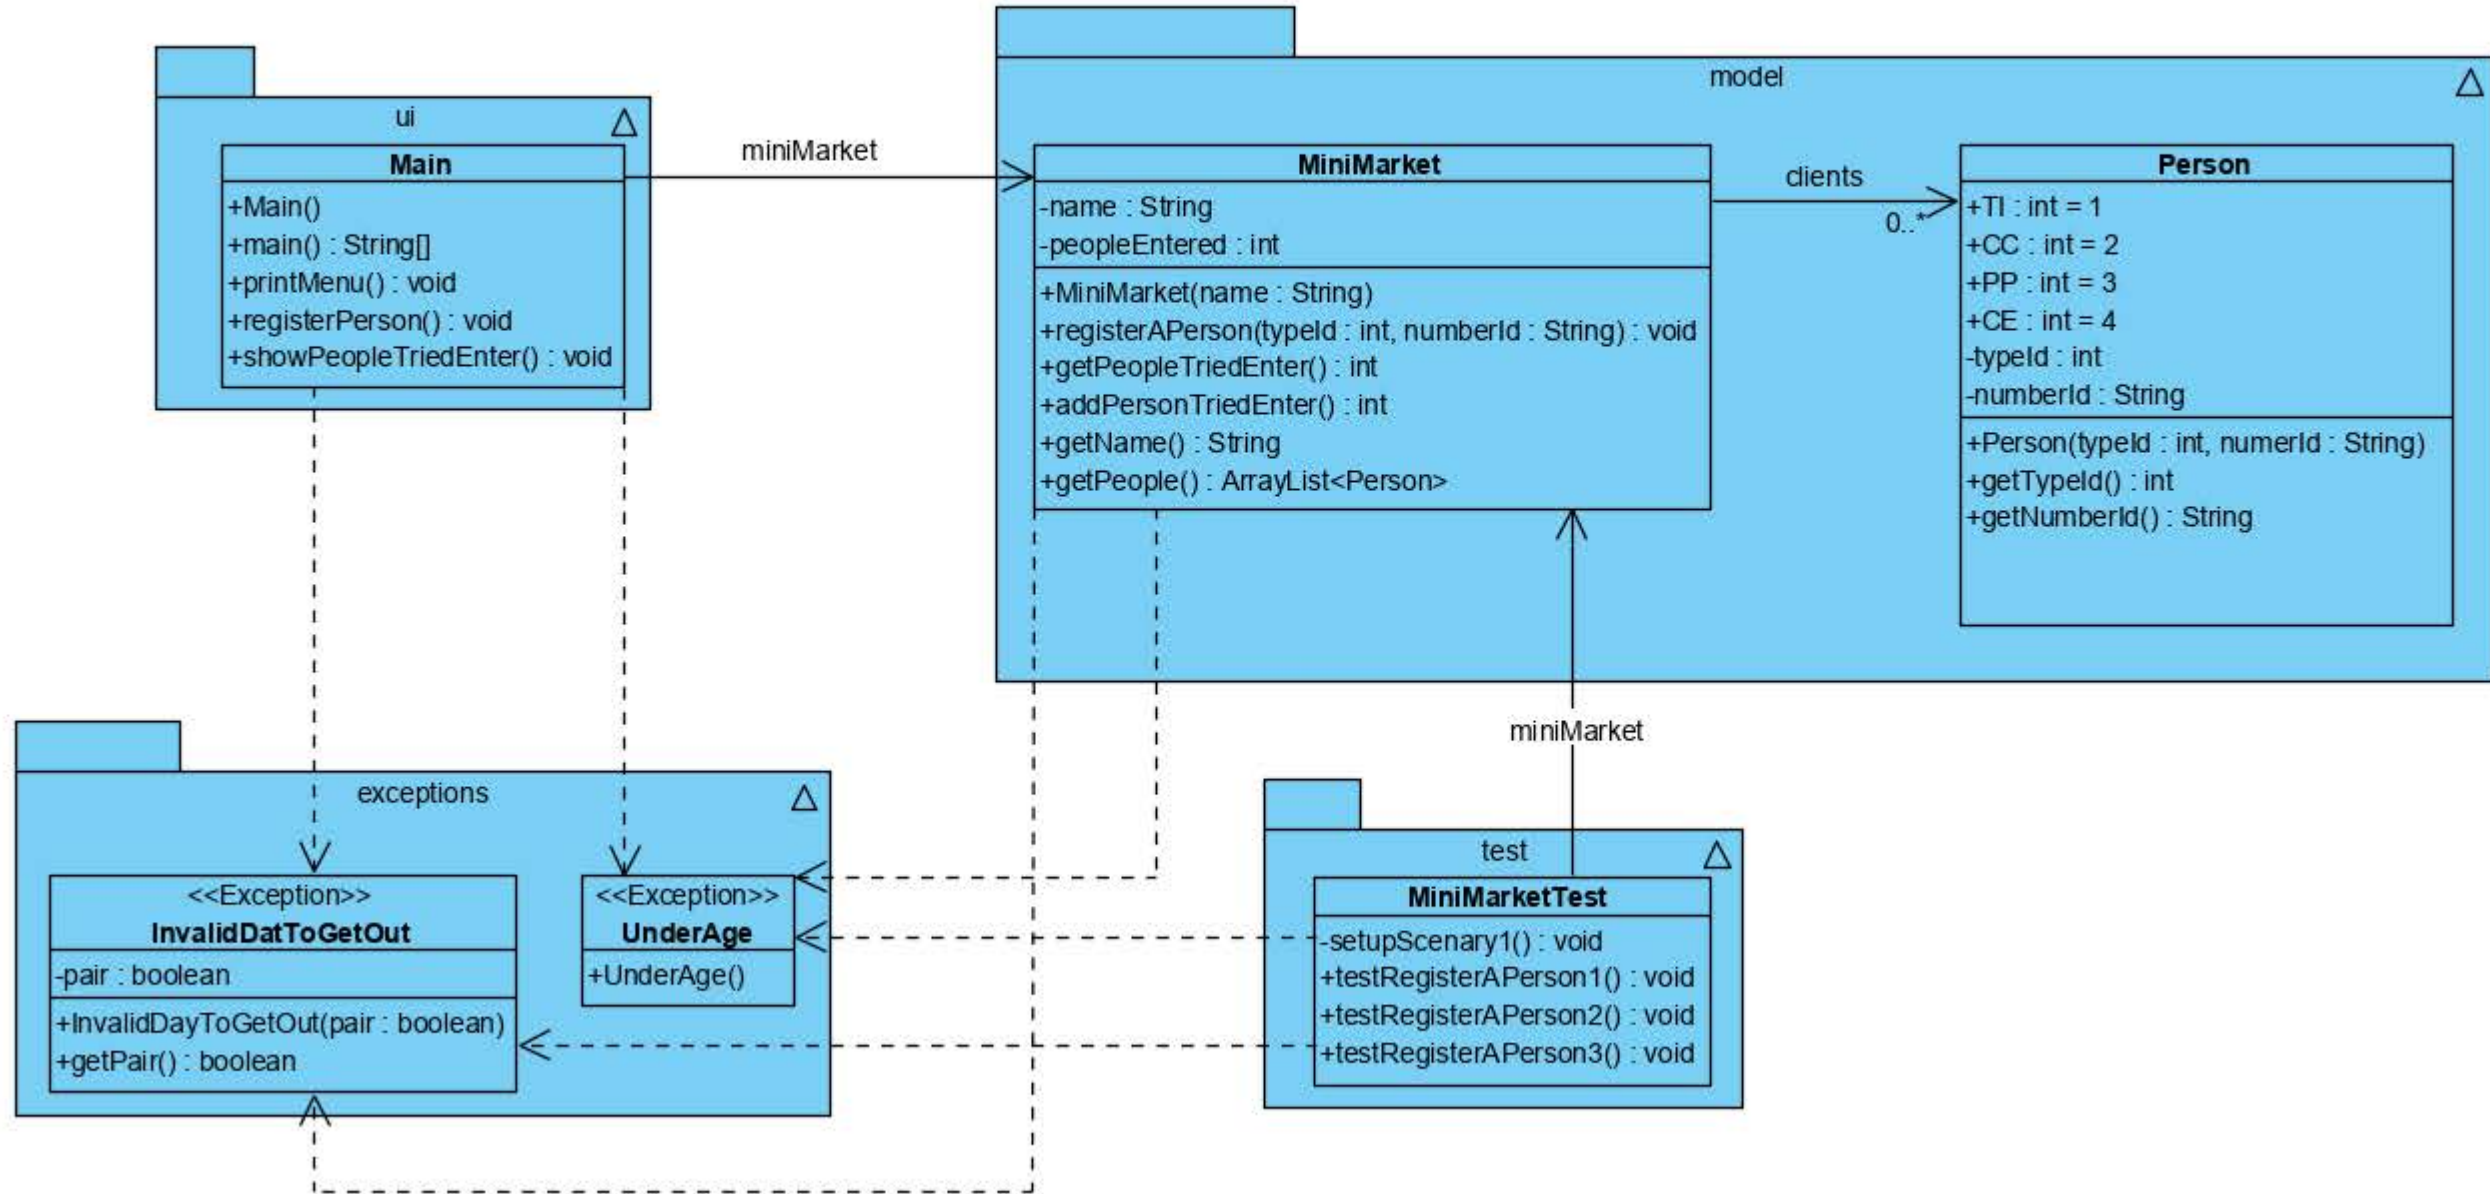 ui
Main
+Main()
+main() : String[]
+printMenu() : void
+registerPerson() : void
+showPeopleTriedEnter() : void
miniMarket
model
MiniMarket
-name : String
-peopleEntered : int
+MiniMarket(name : String)
+registerAPerson(typeId : int, numberId : String) : void
+getPeopleTriedEnter() : int
+addPersonTriedEnter() : int
+getName() : String
+getPeople() : ArrayList<Person>
clients
0..*
Person
+TI : int = 1
+CC : int = 2
+PP : int = 3
+CE : int = 4
-typeId : int
-numberId : String
+Person(typeId : int, numerId : String)
+getTypeId() : int
+getNumberId() : String
exceptions
<<Exception>>
InvalidDatToGetOut
-pair : boolean
+InvalidDayToGetOut(pair : boolean)
+getPair() : boolean
<<Exception>>
UnderAge
+UnderAge()
miniMarket
test
MiniMarketTest
-setupScenary1() : void
+testRegisterAPerson1() : void
+testRegisterAPerson2() : void
+testRegisterAPerson3() : void